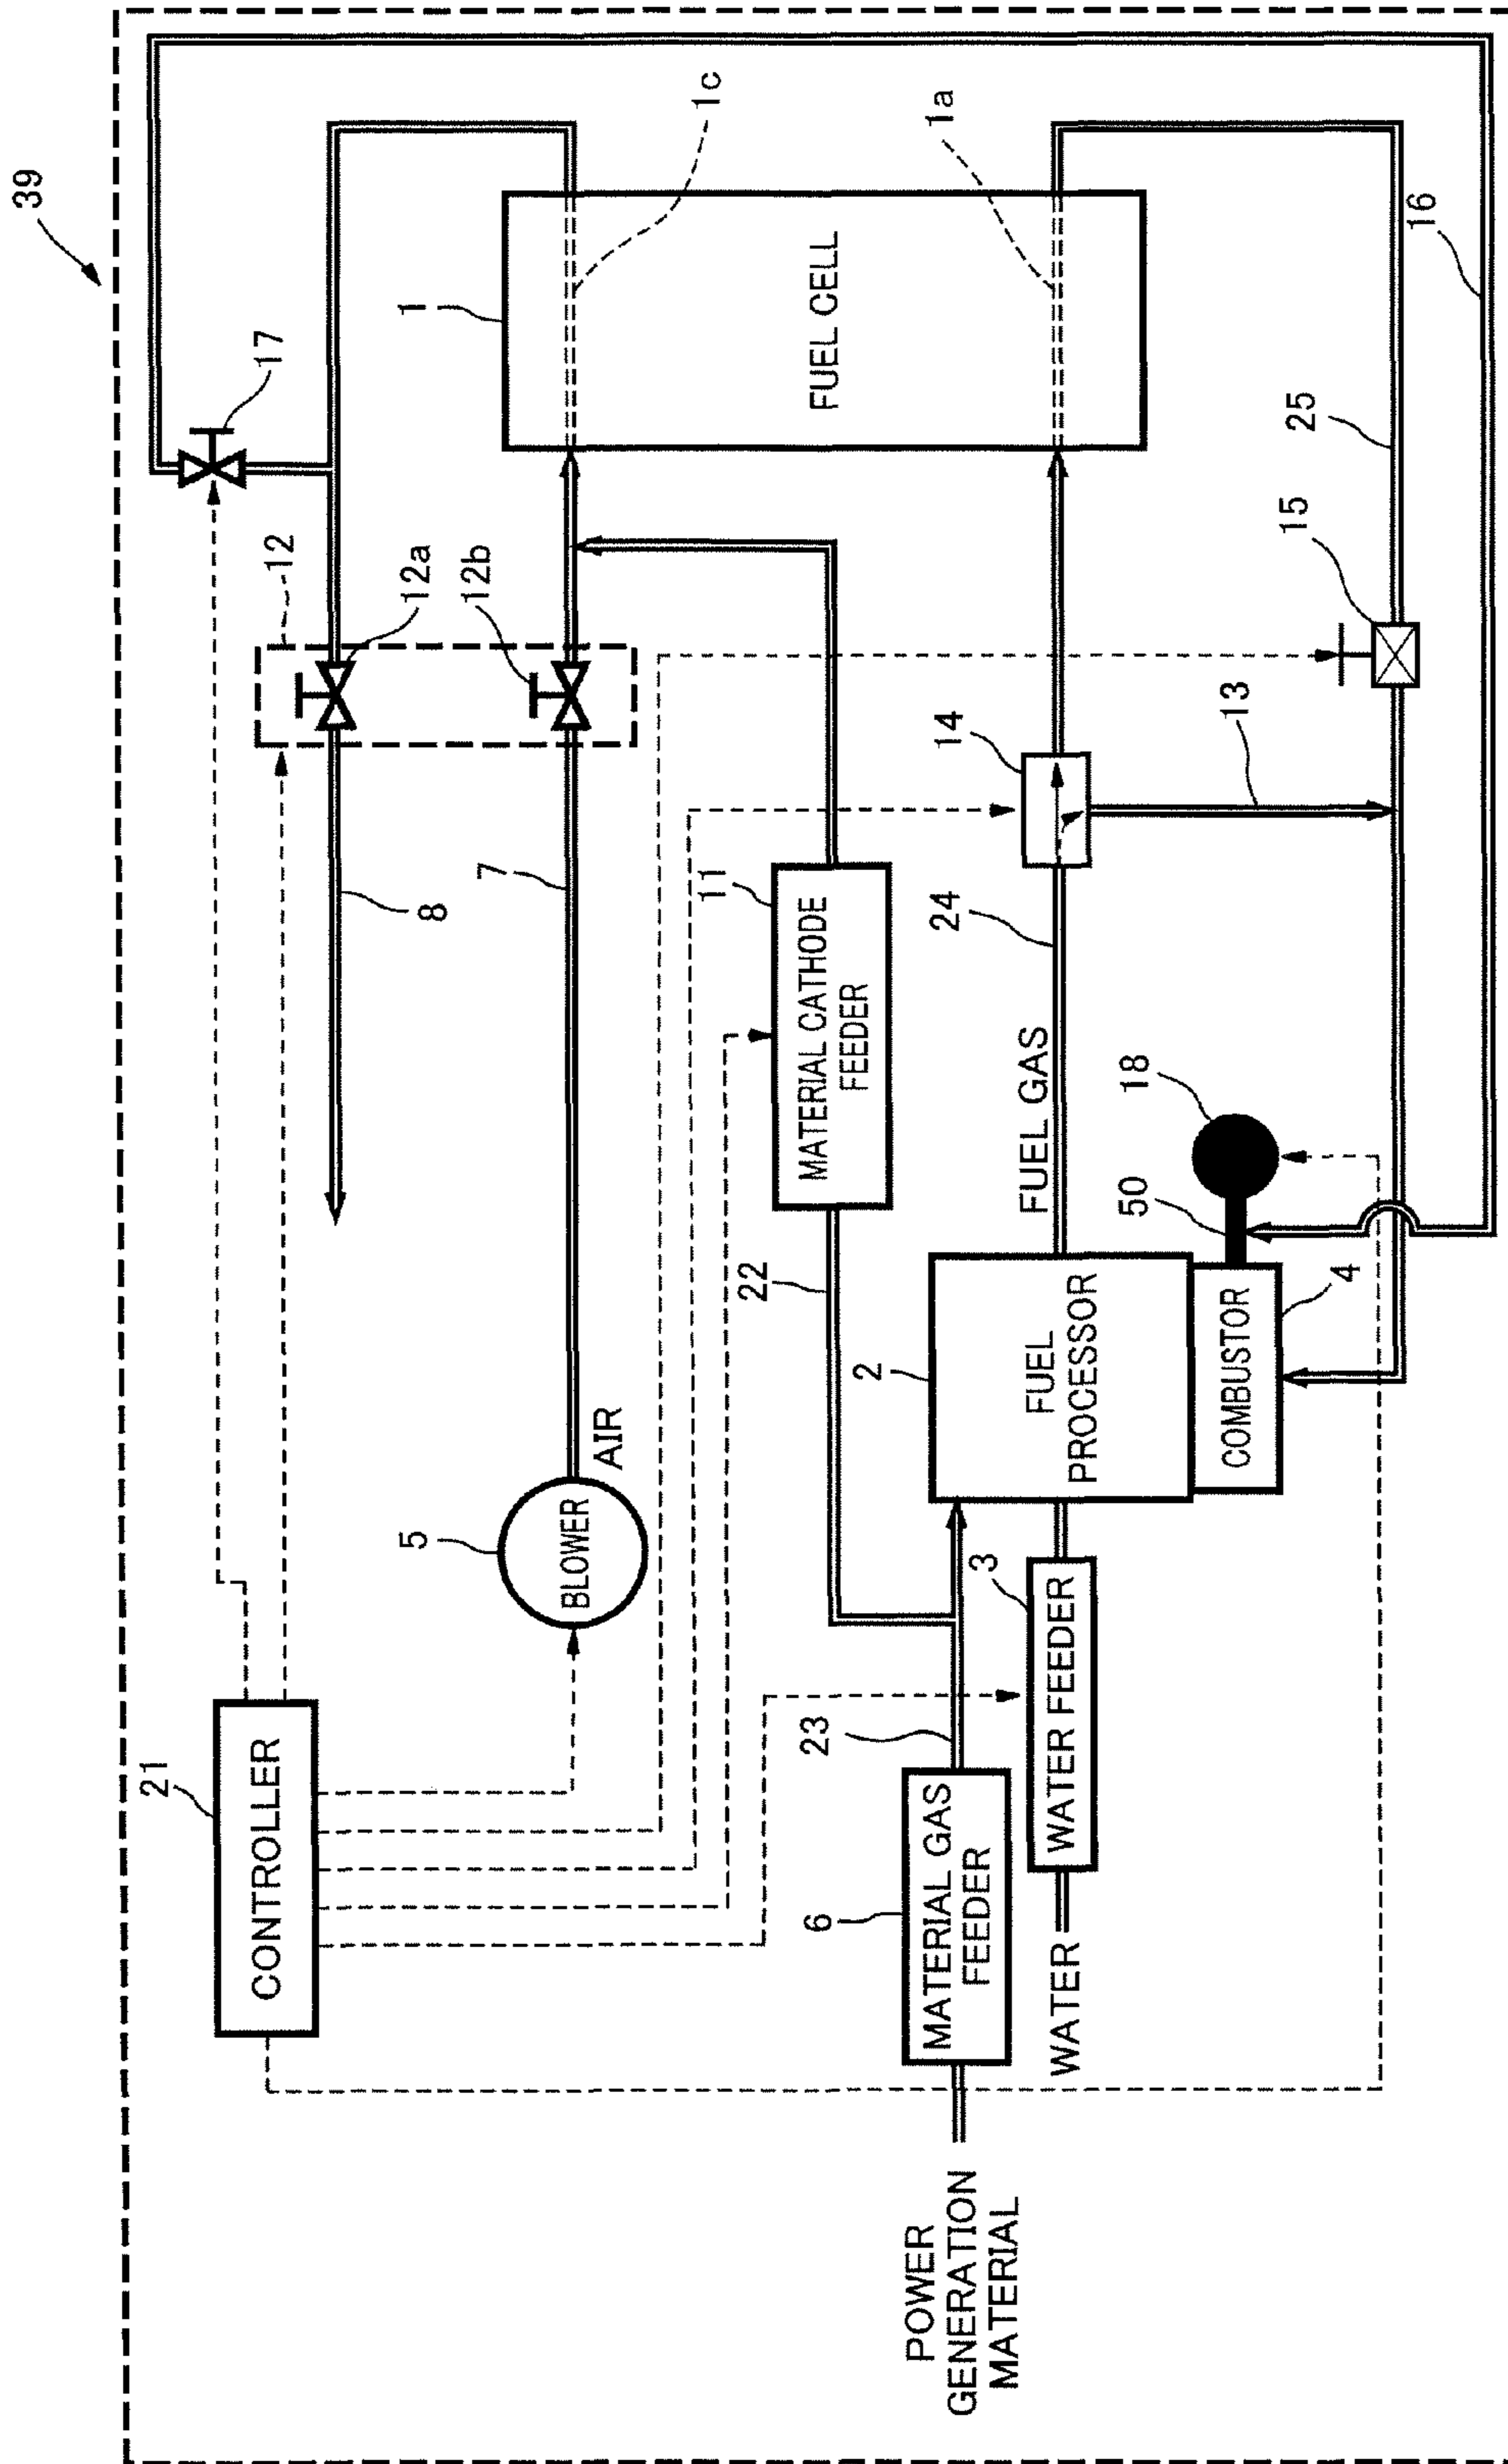 39
17
1
1c
1a
FUEL CELL
16
12
12a
12b
25
15
14
13
8
7
11
MATERIAL CATHODE
FEEDER
24
FUEL GAS
18
50
22
2
FUEL
PROCESSOR
COMBUSTOR
4
AIR
5
BLOWER
3
WATER FEEDER
21
CONTROLLER
23
6
MATERIAL GAS
FEEDER
WATER
POWER
GENERATION
MATERIAL